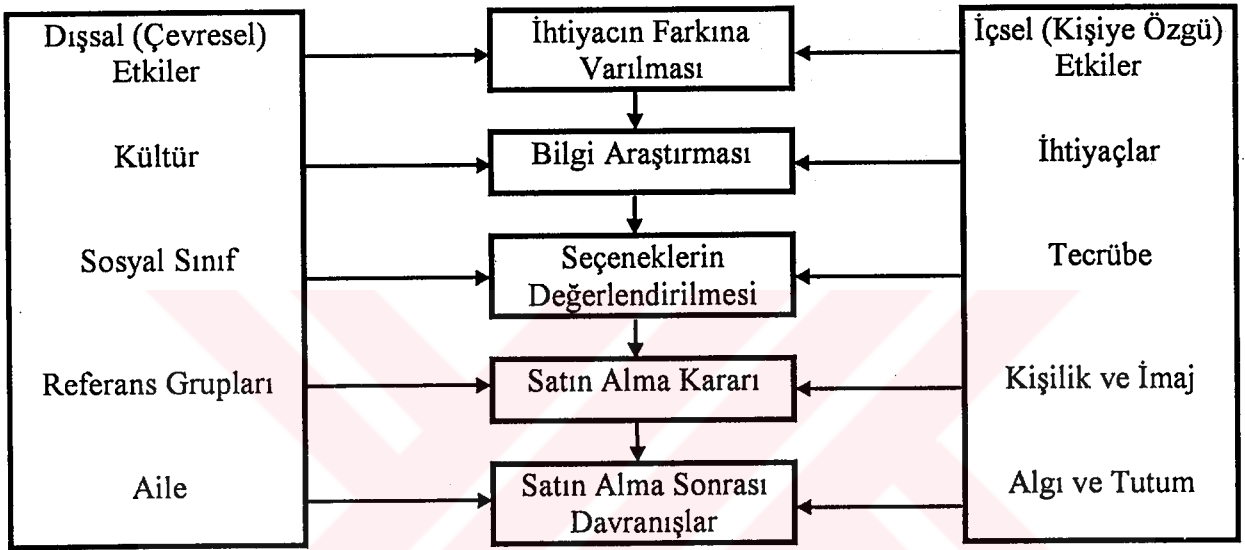 Dışsal (Çevresel)
Etkiler
Kültür
Sosyal Sınıf
Referans Grupları
Aile
İhtiyacın Farkına
Varılması
Bilgi Araştırması
Seçeneklerin
Değerlendirilmesi
Satın Alma Kararı
Satın Alma Sonrası
Davranışlar
İçsel (Kişiye Özgü)
Etkiler
İhtiyaçlar
Tecrübe
Kişilik ve İmaj
Algı ve Tutum